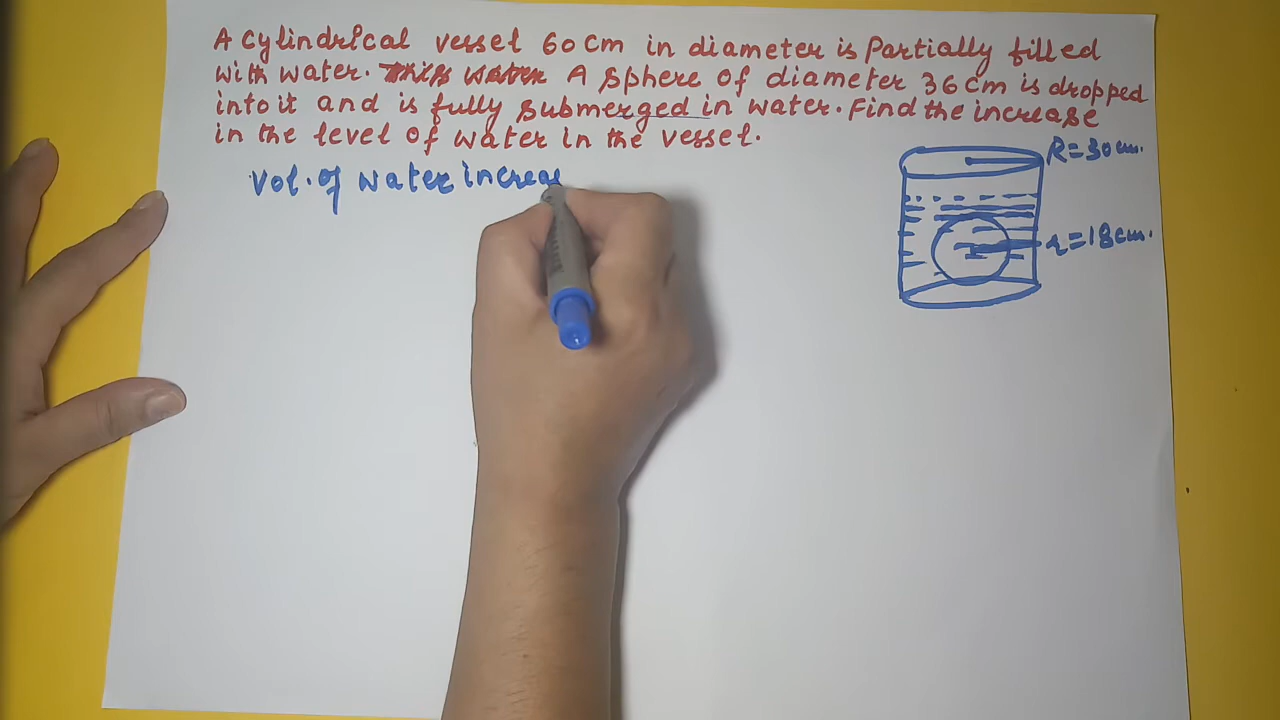 A cylindrical vessel 60 cm in diameter is Partially filled
with water. A sphere of diameter 36 cm is dropped
into it and is fully submerged in water. Find the increase
in the level of water in the vessel.
R=30cm.
Vol. of water increas
r=18cm.